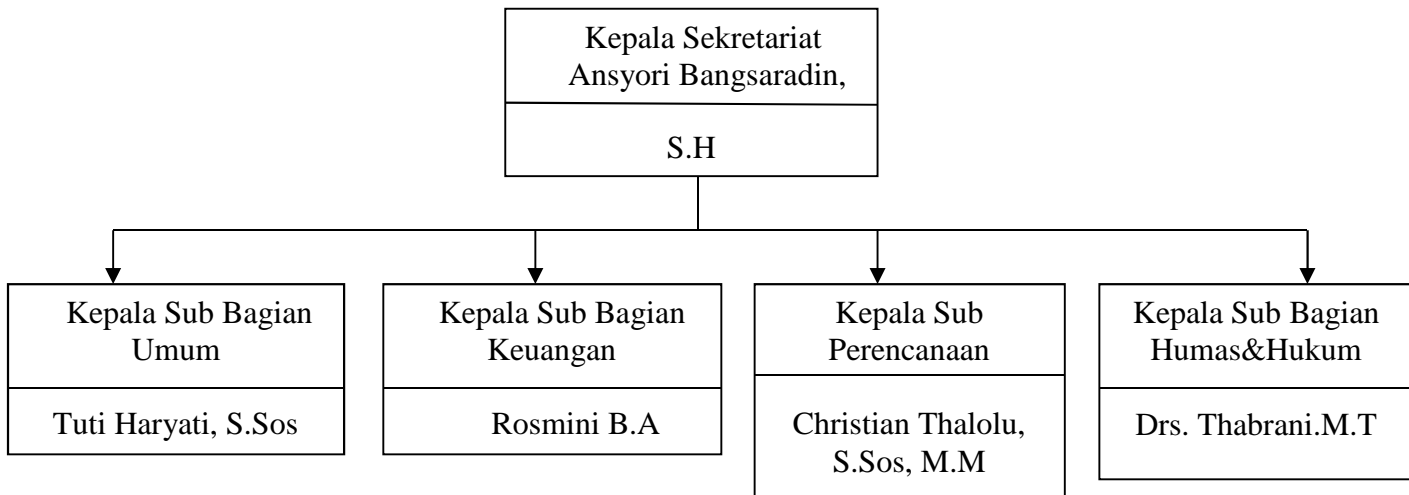 Kepala Sekretariat
Ansyori Bangsaradin,
S.H
Kepala Sub Bagian
Umum
Tuti Haryati, S.Sos
Kepala Sub Bagian
Keuangan
Rosmini B.A
Kepala Sub
Perencanaan
Christian Thalolu,
S.Sos, M.M
Kepala Sub Bagian
Humas&Hukum
Drs. Thabrani.M.T